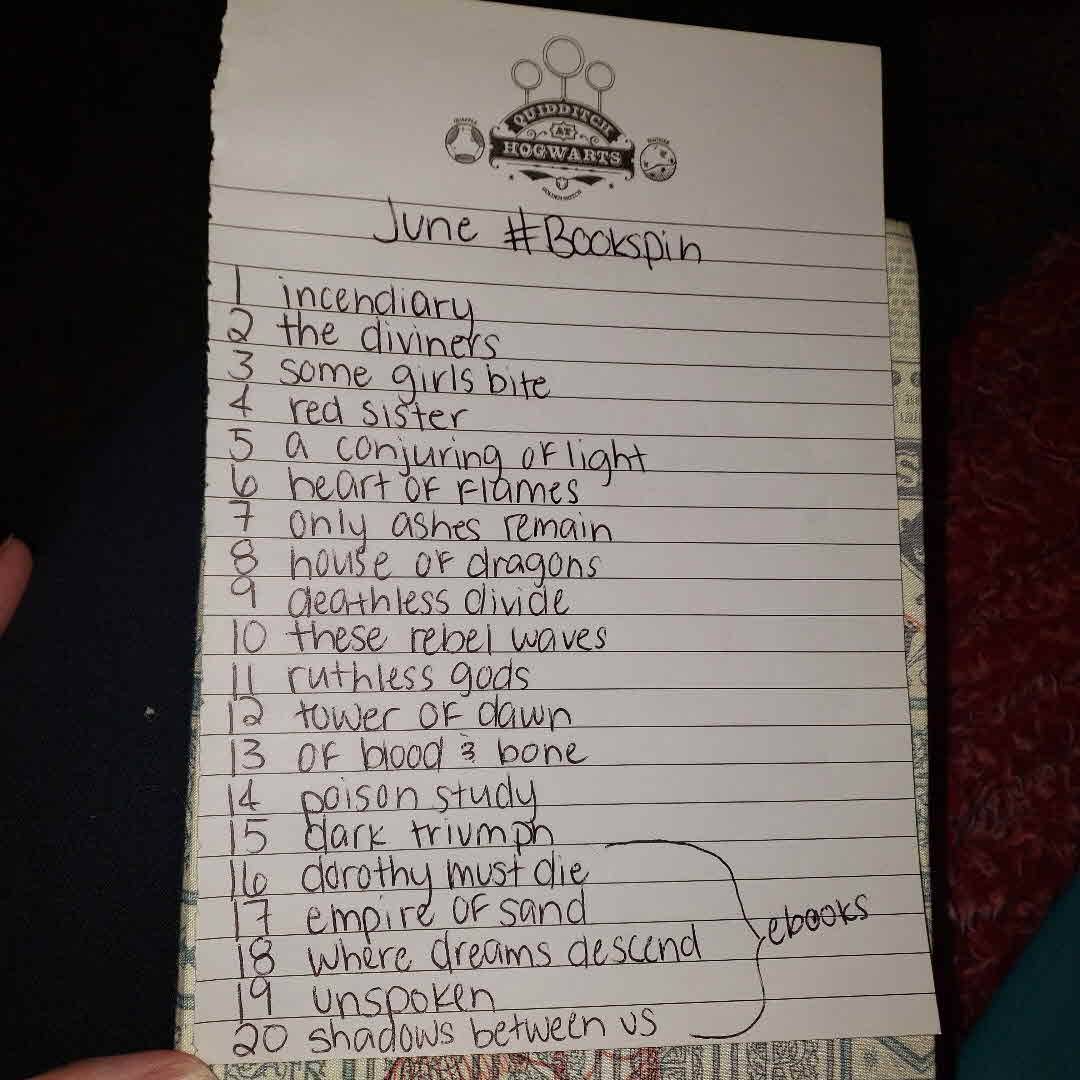 QUIDDITCH
AT
HOGWARTS
June #Bookspin
1 incendiary
2 the diviners
3 some girls bite
4 red sister
5 a conjuring of light
6 heart of flames
7 only ashes remain
8 house of dragons
9 deathless divide
10 these rebel waves
11 ruthless gods
12 tower of dawn
13 of blood & bone
14 poison study
15 dark triumph
16 dorothy must die
17 empire of sand
ebooks
18 where dreams descend
19 unspoken
20 shadows between us